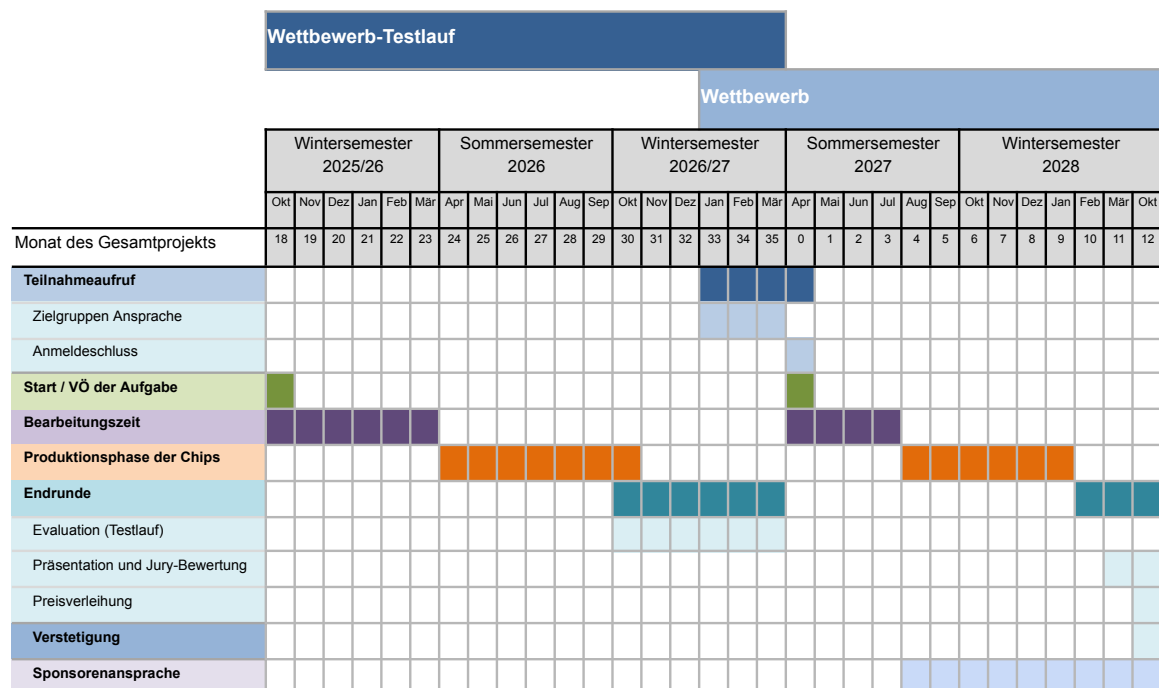 Wettbewerb-Testlauf
Wettbewerb
Wintersemester Sommersemester Wintersemester Sommersemester Wintersemester
2025/26 2026 2026/27 2027 2028
Okt Nov Dez Jan Feb Mär Apr Mai Jun Jul Aug Sep Okt Nov Dez Jan Feb Mär Apr Mai Jun Jul Aug Sep Okt Nov Dez Jan Feb Mär Okt
Monat des Gesamtprojekts 18 19 20 21 22 23 24 25 26 27 28 29 30 31 32 33 34 35 0 1 2 3 4 5 6 7 8 9 10 11 12
Teilnahmeaufruf
Zielgruppen Ansprache
Anmeldeschluss
Start / VÖ der Aufgabe
Bearbeitungszeit
Produktionsphase der Chips
Endrunde
Evaluation (Testlauf)
Präsentation und Jury-Bewertung
Preisverleihung
Verstetigung
Sponsorenansprache